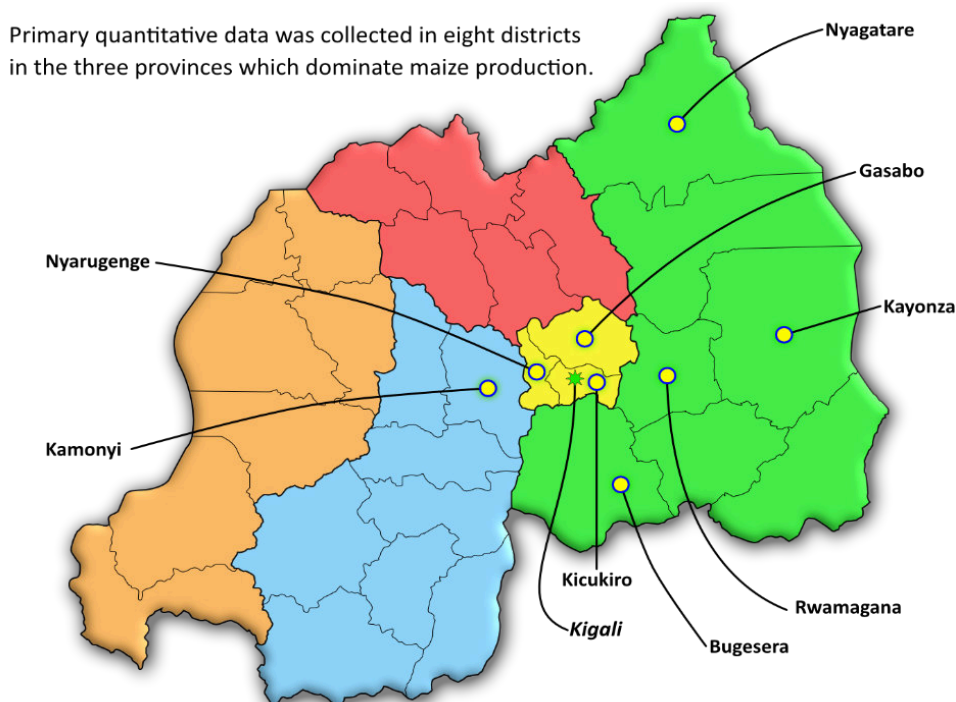 Primary quantitative data was collected in eight districts
in the three provinces which dominate maize production.
Nyagatare
Gasabo
Nyarugenge
Kayonza
Kamonyi
Kicukiro
Rwamagana
Kigali
Bugesera